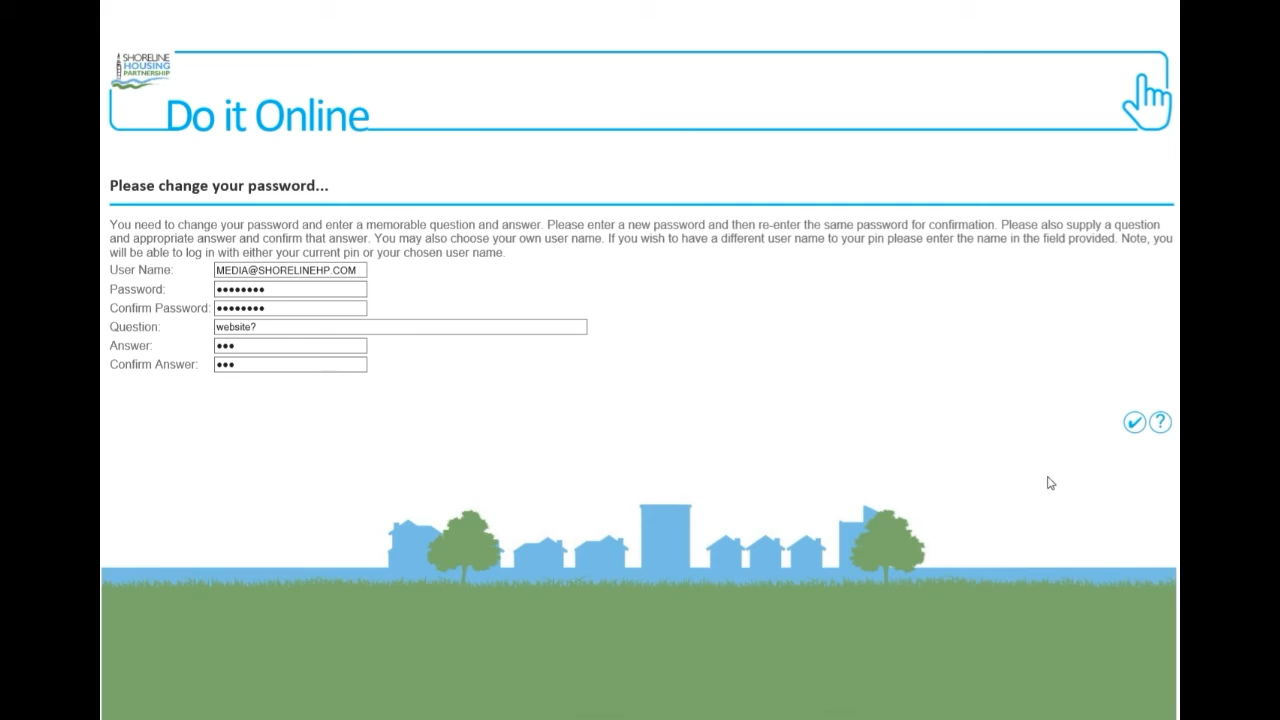 SHORELINE
HOUSING
PARTNERSHIP
Do it Online
Please change your password...
You need to change your password and enter a memorable question and answer. Please enter a new password and then re-enter the same password for confirmation. Please also supply a question
and appropriate answer and confirm that answer. You may also choose your own user name. If you wish to have a different user name to your pin please enter the name in the field provided. Note, you
will be able to log in with either your current pin or your chosen user name.
User Name: MEDIA@SHORELINEHP.COM
Password: ••••••••
Confirm Password: ••••••••
Question: website?
Answer: •••
Confirm Answer: •••
?